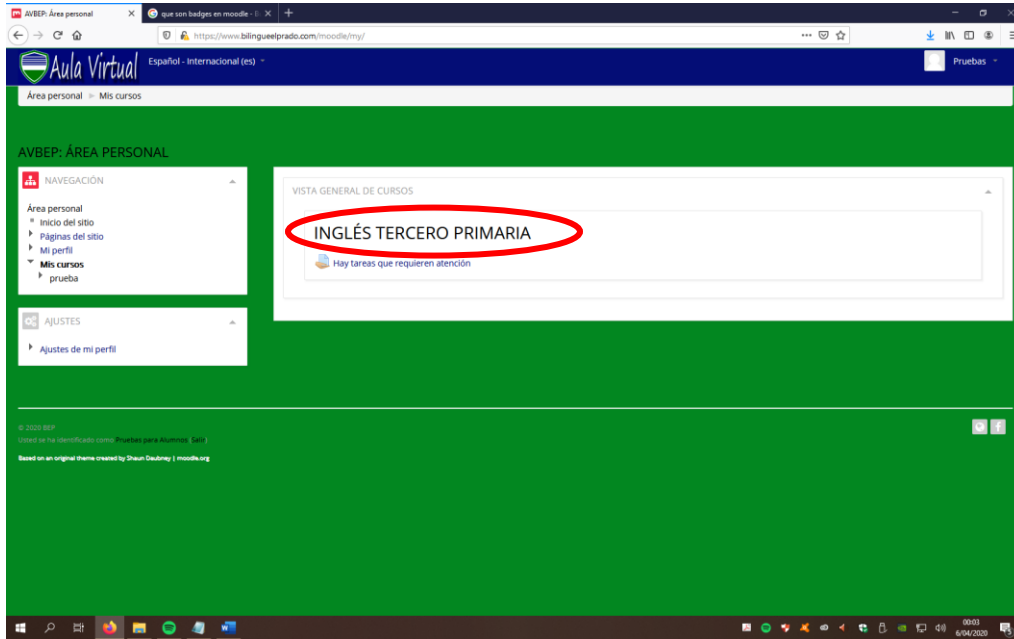 AVBEP: Área personal
que son badges en moodle - B
https://www.bilingueelprado.com/moodle/my/
Aula Virtual
Español - Internacional (es)
Pruebas
Área personal
Mis cursos
AVBEP: ÁREA PERSONAL
NAVEGACIÓN
Área personal
Inicio del sitio
Páginas del sitio
Mi perfil
Mis cursos
prueba
AJUSTES
Ajustes de mi perfil
VISTA GENERAL DE CURSOS
INGLÉS TERCERO PRIMARIA
Hay tareas que requieren atención
© 2020 BEP
Usted se ha identificado como Pruebas para Alumnos (Salir)
Based on an original theme created by Shaun Daubney | moodle.org
00:03
6/04/2020